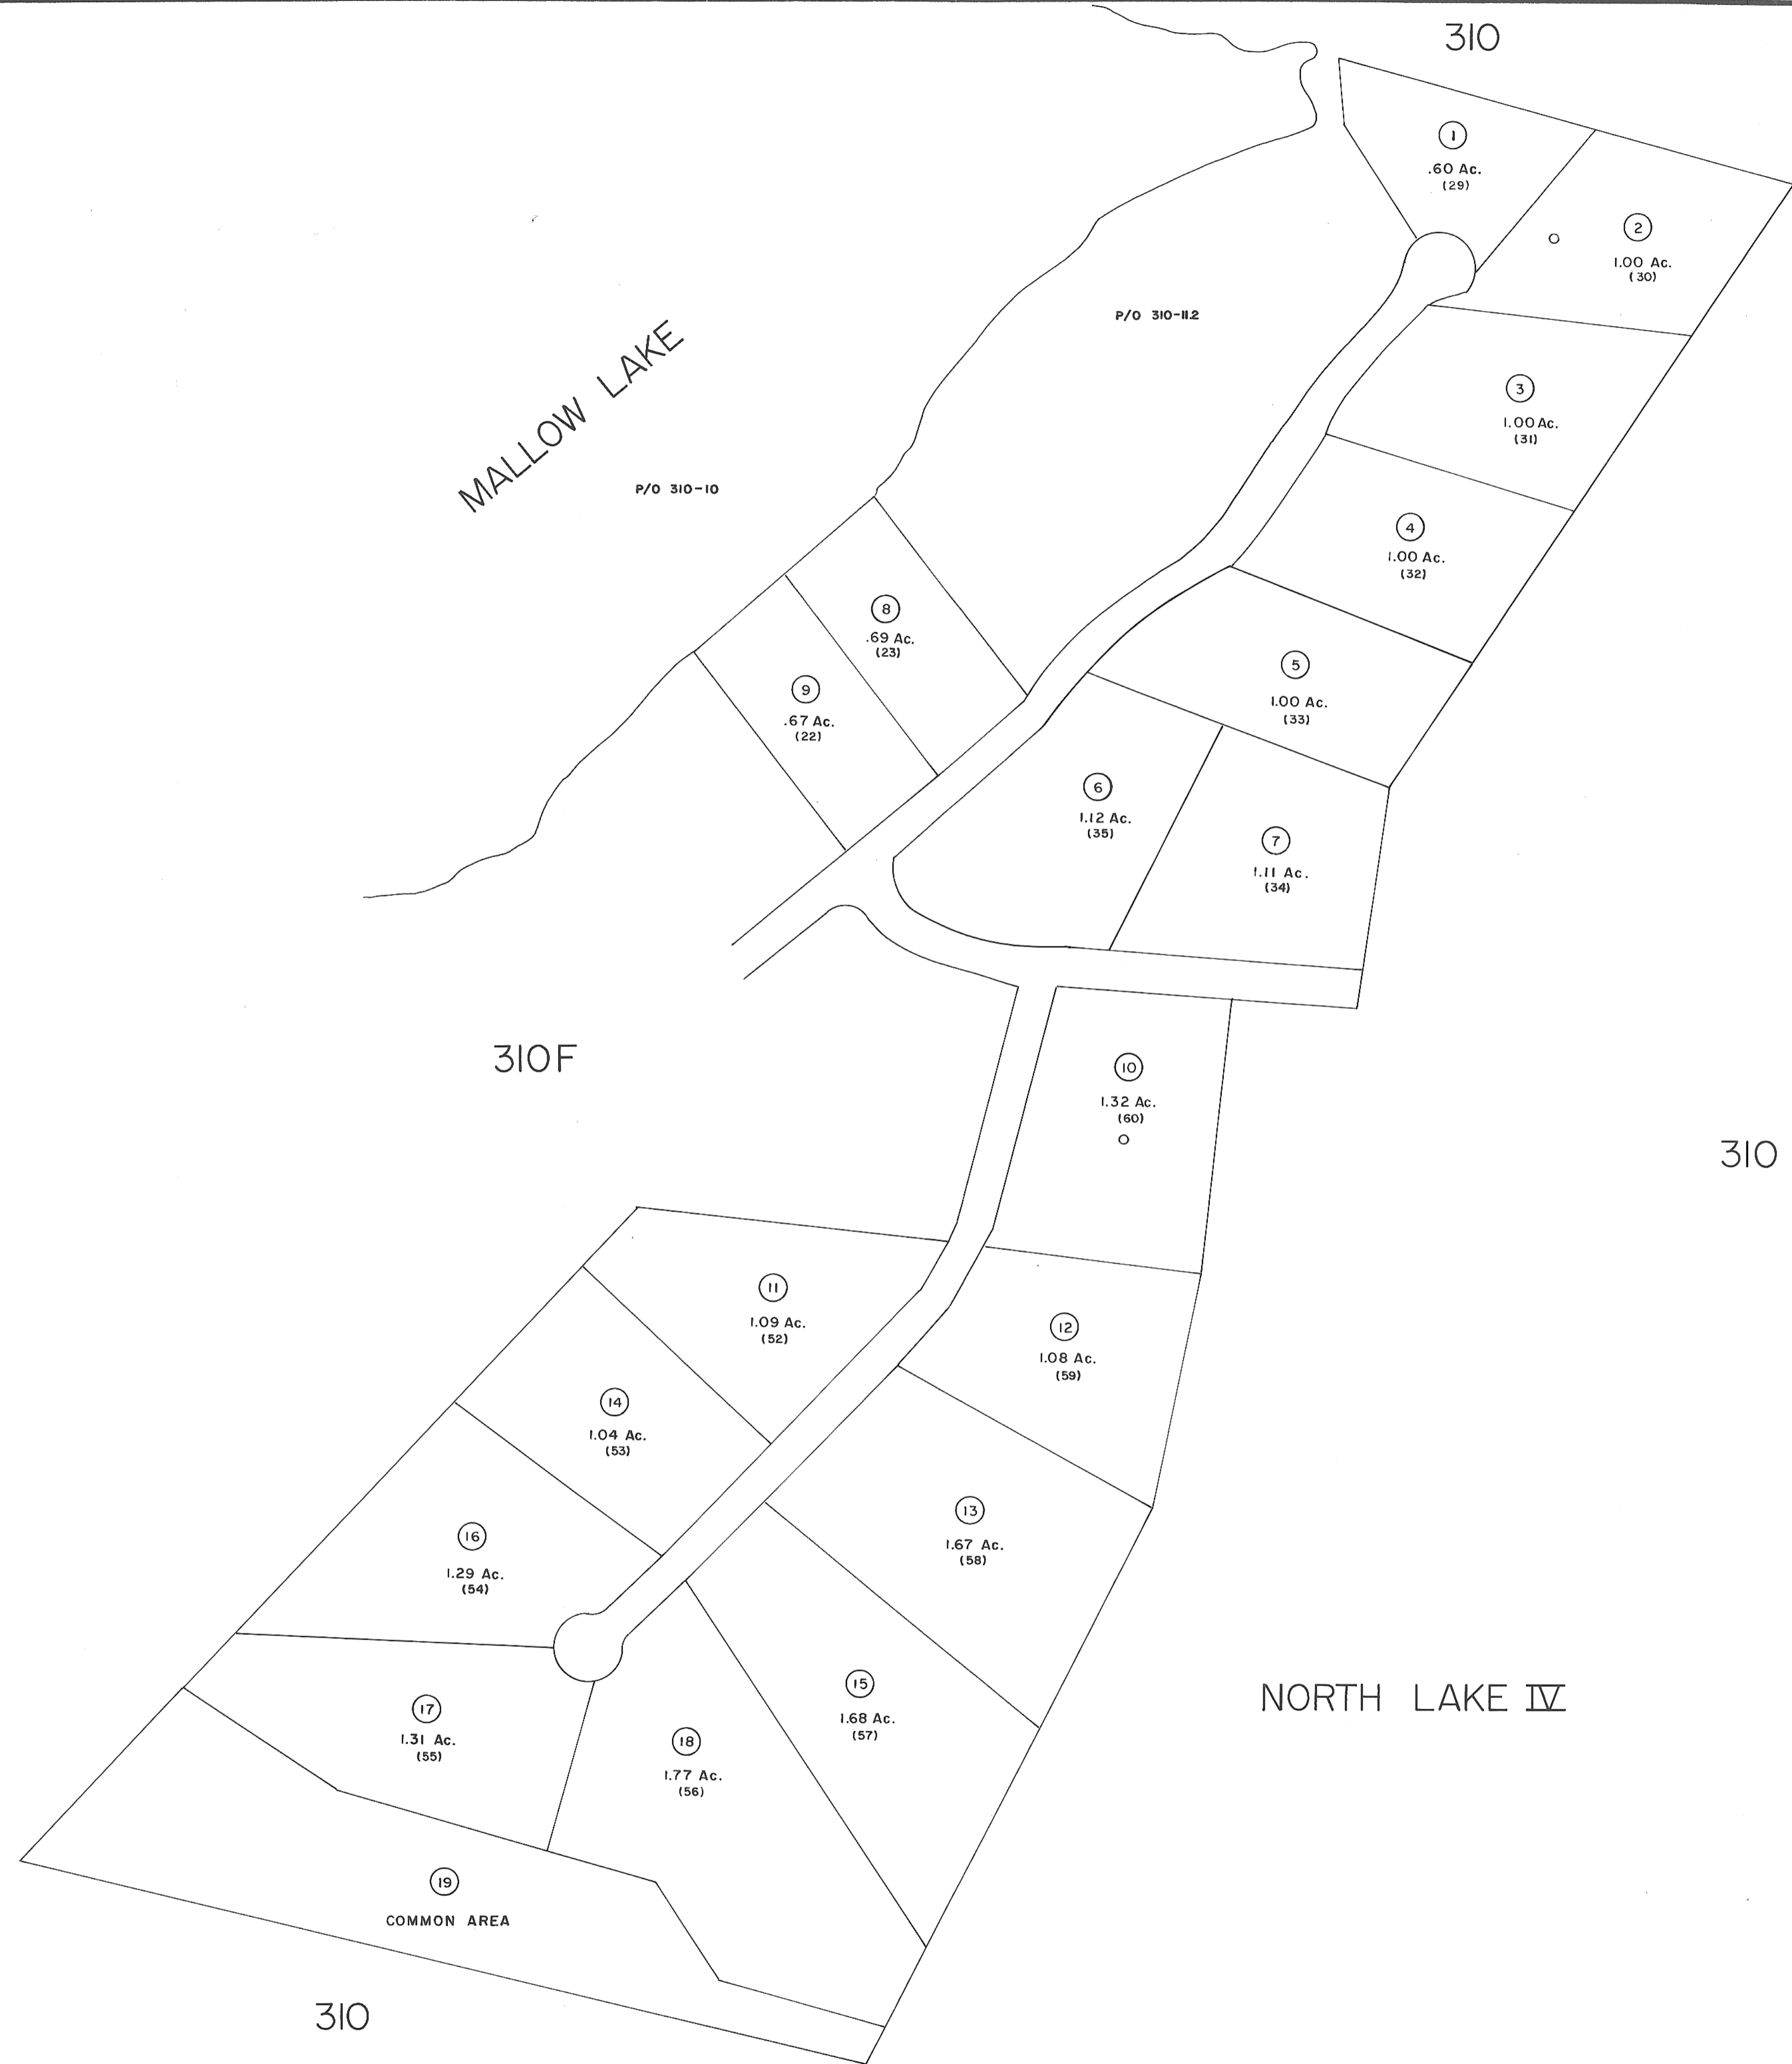 310
1
.60 Ac.
(29)
2
1.00 Ac.
(30)
P/O 310-11.2
3
1.00 Ac.
(31)
MALLOW LAKE
P/O 310-10
4
1.00 Ac.
(32)
8
.69 Ac.
(23)
5
1.00 Ac.
(33)
9
.67 Ac.
(22)
6
1.12 Ac.
(35)
7
1.11 Ac.
(34)
310F
10
1.32 Ac.
(60)
310
11
1.09 Ac.
(52)
12
1.08 Ac.
(59)
14
1.04 Ac.
(53)
13
1.67 Ac.
(58)
16
1.29 Ac.
(54)
15
1.68 Ac.
(57)
NORTH LAKE IV
17
1.31 Ac.
(55)
18
1.77 Ac.
(56)
19
COMMON AREA
310